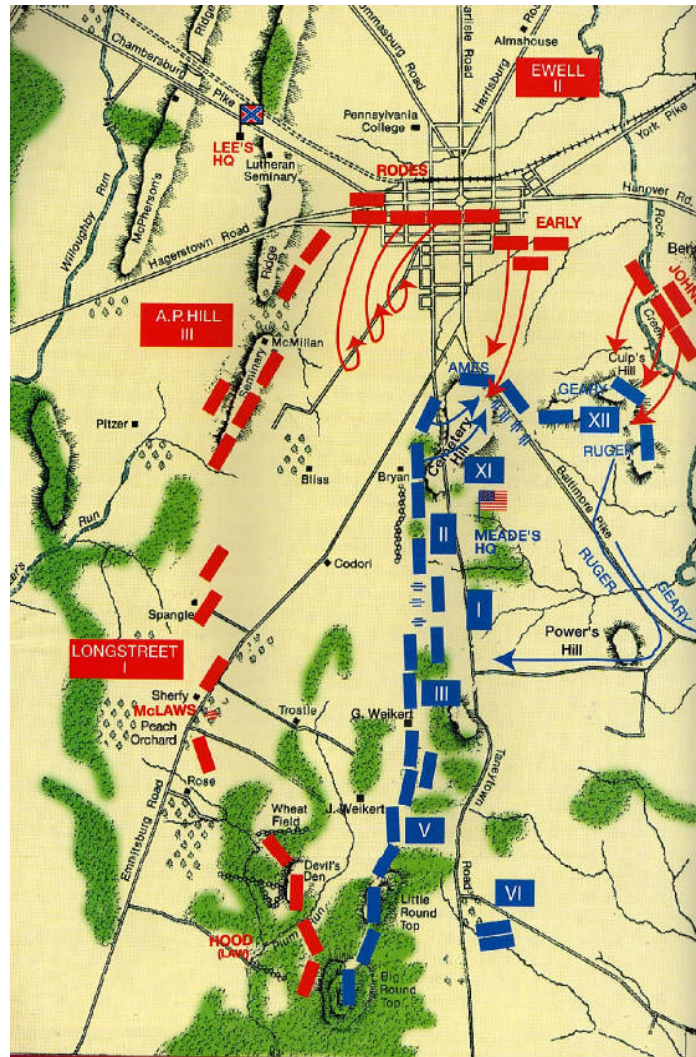 Ridge
Chambersburg
Pike
Mummasburg Road
Carlisle Road
Harrisburg
Road
Almshouse
EWELL
II
Pennsylvania
College
York Pike
LEE'S
HQ
Lutheran
Seminary
RODES
Hanover Rd.
Willoughby Run
McPherson's
Hagerstown Road
EARLY
Rock
Creek
Ridge
A.P. HILL
III
McMillan
Seminary
Culp's
Hill
AMES
GEARY
XII
Pitzer
RUGER
Cemetery
Hill
XI
Bliss
Bryan
Baltimore Pike
MEADE'S
HQ
II
Run
Codori
RUGER
GEARY
I
Spangler
Power's
Hill
LONGSTREET
I
Sherfy
McLAWS
Peach
Orchard
III
Trostle
G. Weikert
Taneytown
Rose
J. Weikert
Wheat
Field
V
Emmitsburg Road
Devil's
Den
Little
Round
Top
Road
VI
HOOD
(LAW)
Plum Run
Big
Round
Top